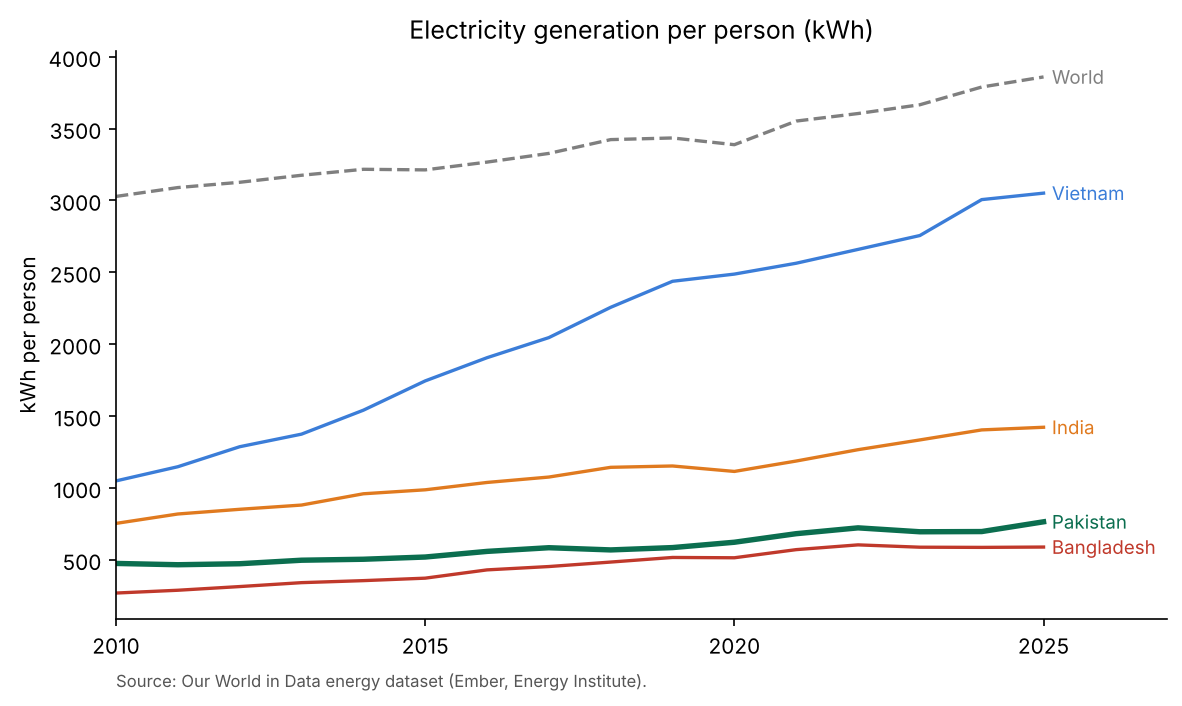 Electricity generation per person (kWh)
kWh per person
4000
3500
3000
2500
2000
1500
1000
500
World
Vietnam
India
Pakistan
Bangladesh
2010 2015 2020 2025
Source: Our World in Data energy dataset (Ember, Energy Institute).